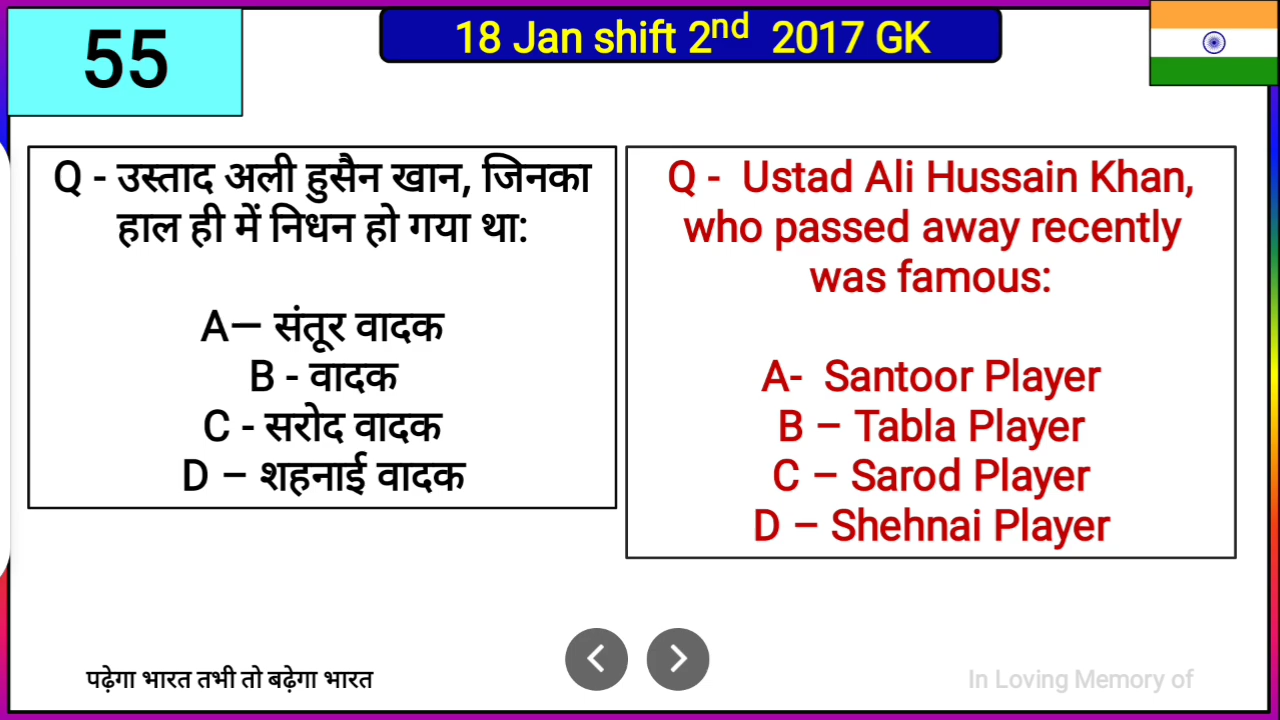 55
18 Jan shift 2nd 2017 GK
Q - उस्ताद अली हुसैन खान, जिनका
हाल ही में निधन हो गया था:
A– संतूर वादक
B - वादक
C - सरोद वादक
D – शहनाई वादक
Q - Ustad Ali Hussain Khan,
who passed away recently
was famous:
A- Santoor Player
B – Tabla Player
C – Sarod Player
D – Shehnai Player
पढ़ेगा भारत तभी तो बढ़ेगा भारत
In Loving Memory of